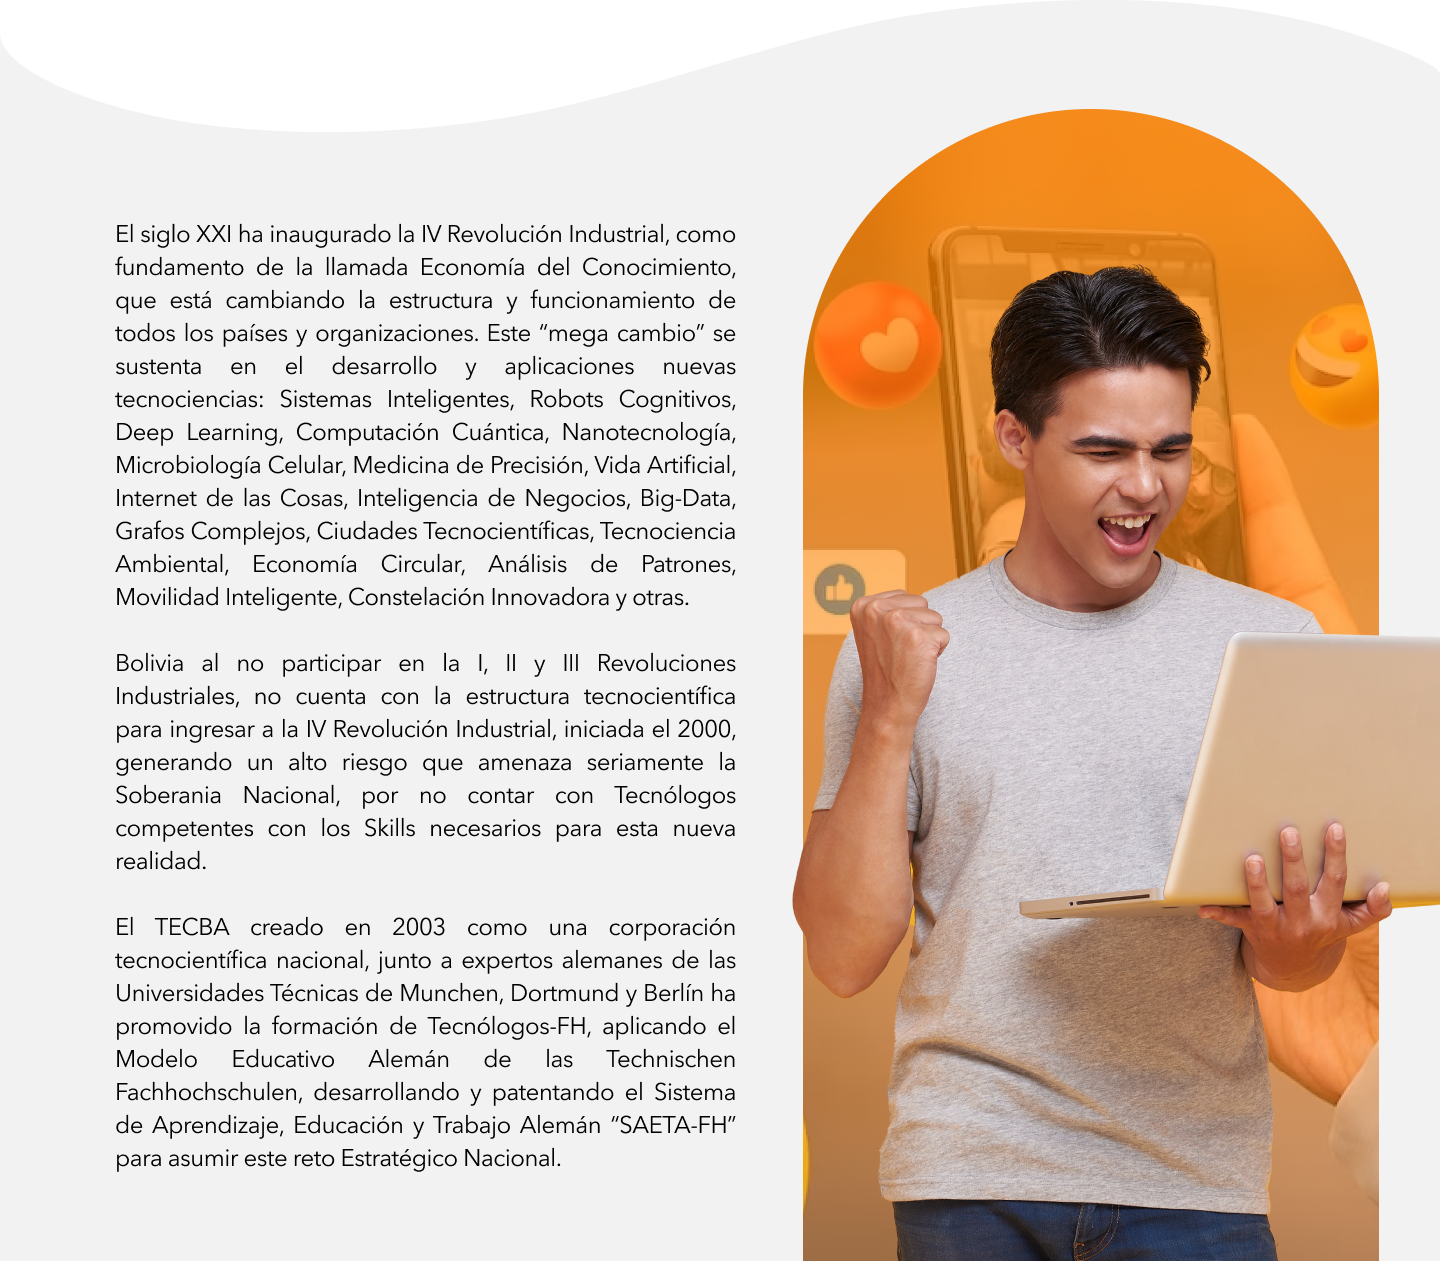 El siglo XXI ha inaugurado la IV Revolución Industrial, como
fundamento de la llamada Economía del Conocimiento,
que está cambiando la estructura y funcionamiento de
todos los países y organizaciones. Este “mega cambio” se
sustenta en el desarrollo y aplicaciones nuevas
tecnociencias: Sistemas Inteligentes, Robots Cognitivos,
Deep Learning, Computación Cuántica, Nanotecnología,
Microbiología Celular, Medicina de Precisión, Vida Artificial,
Internet de las Cosas, Inteligencia de Negocios, Big-Data,
Grafos Complejos, Ciudades Tecnocientíficas, Tecnociencia
Ambiental, Economía Circular, Análisis de Patrones,
Movilidad Inteligente, Constelación Innovadora y otras.
Bolivia al no participar en la I, II y III Revoluciones
Industriales, no cuenta con la estructura tecnocientífica
para ingresar a la IV Revolución Industrial, iniciada el 2000,
generando un alto riesgo que amenaza seriamente la
Soberania Nacional, por no contar con Tecnólogos
competentes con los Skills necesarios para esta nueva
realidad.
El TECBA creado en 2003 como una corporación
tecnocientífica nacional, junto a expertos alemanes de las
Universidades Técnicas de Munchen, Dortmund y Berlín ha
promovido la formación de Tecnólogos-FH, aplicando el
Modelo Educativo Alemán de las Technischen
Fachhochschulen, desarrollando y patentando el Sistema
de Aprendizaje, Educación y Trabajo Alemán “SAETA-FH”
para asumir este reto Estratégico Nacional.